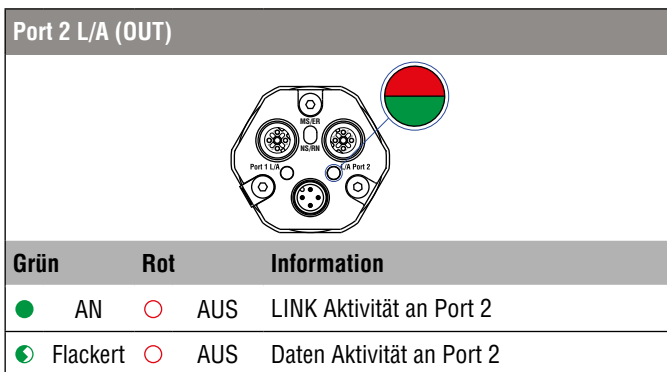 Port 2 L/A (OUT)
MS/ER
NS/RN
Port 1 L/A
L/A Port 2
Grün Rot Information
AN AUS LINK Aktivität an Port 2
Flackert AUS Daten Aktivität an Port 2